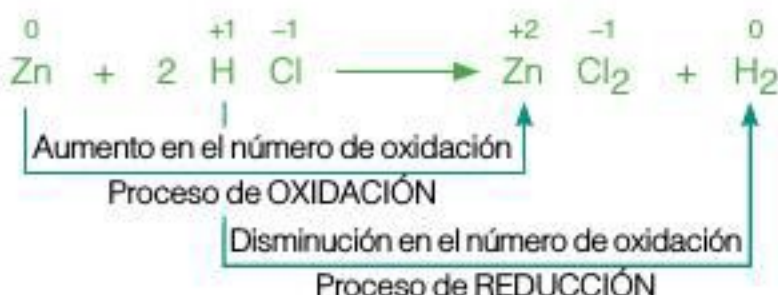 0 +1 −1 +2 −1 0
Zn + 2 H Cl ⟶ Zn Cl₂ + H₂
Aumento en el número de oxidación
Proceso de OXIDACIÓN
Disminución en el número de oxidación
Proceso de REDUCCIÓN